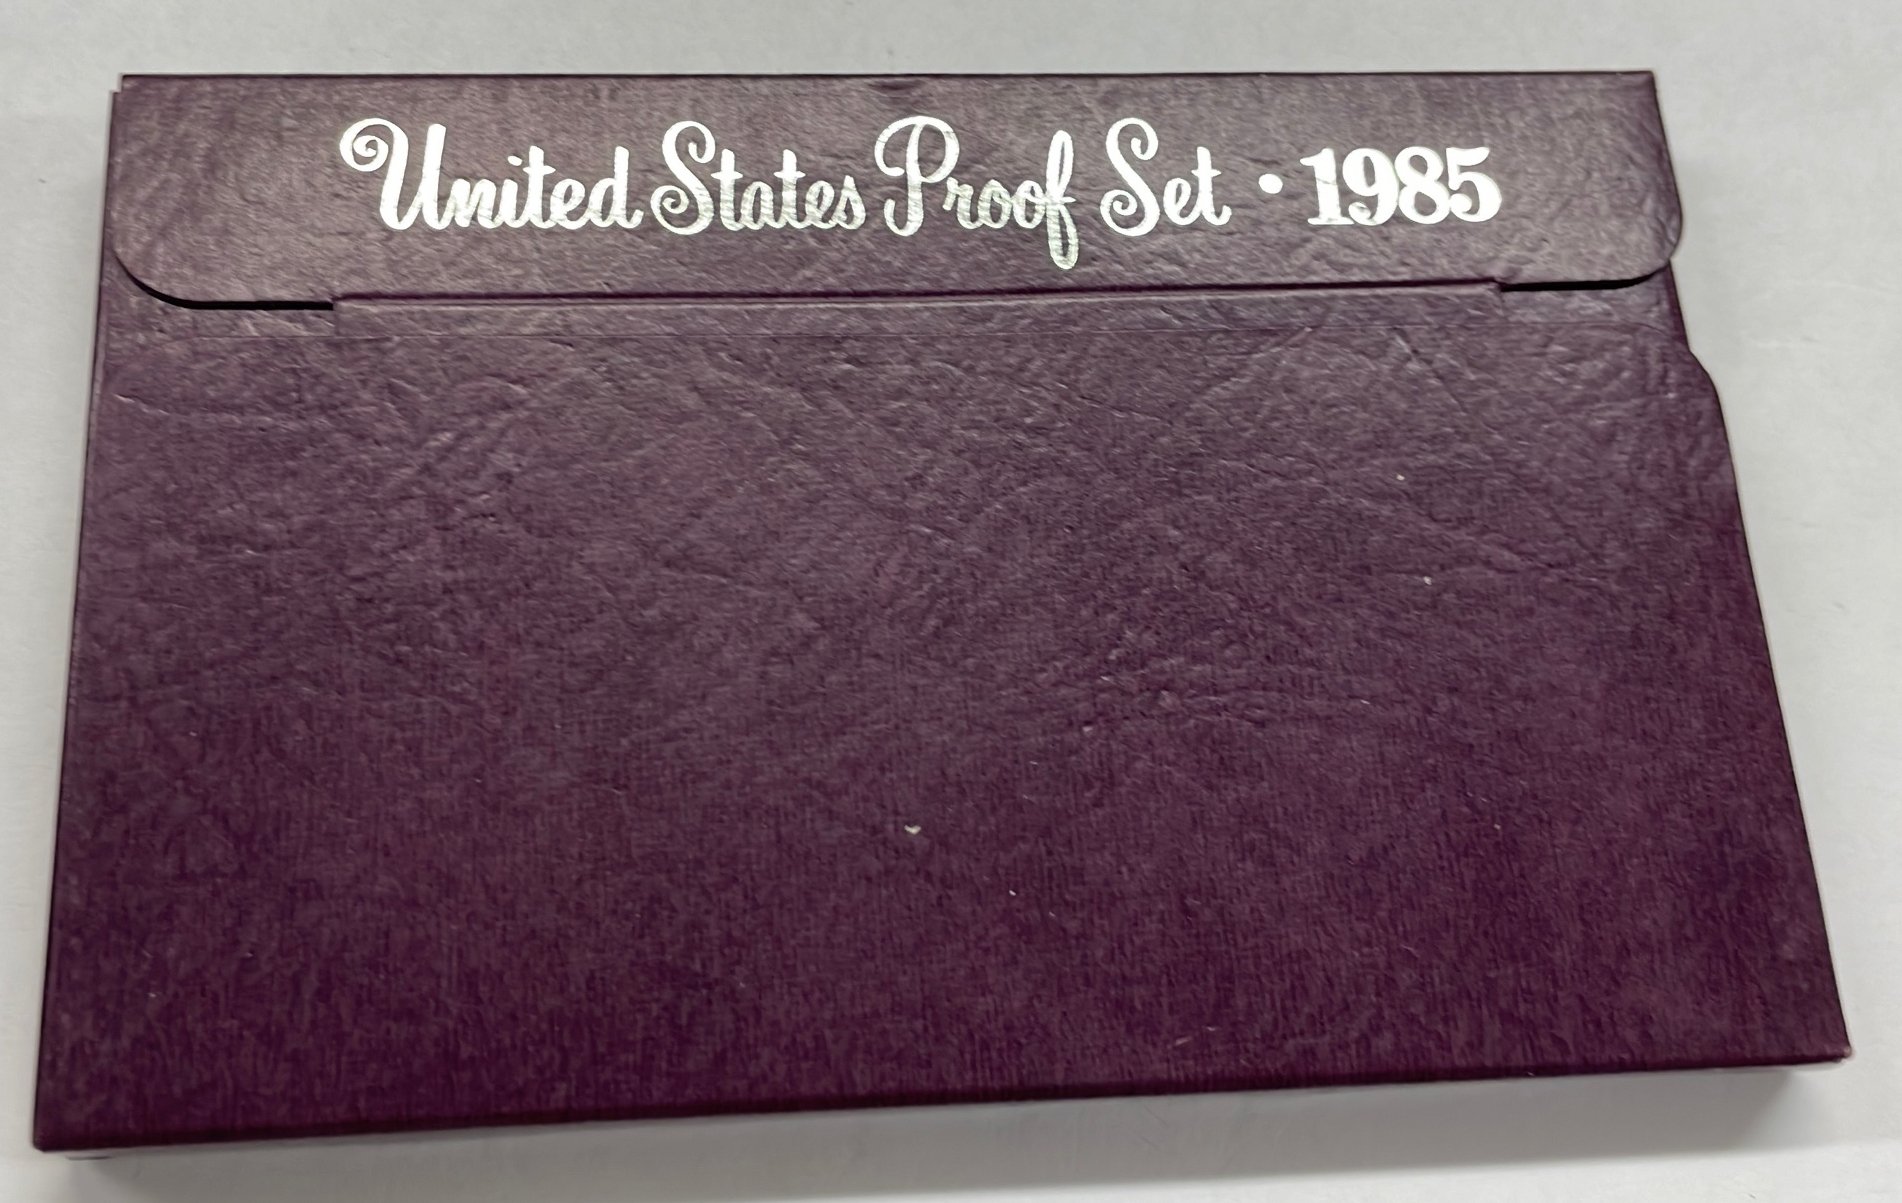 United States Proof Set • 1985